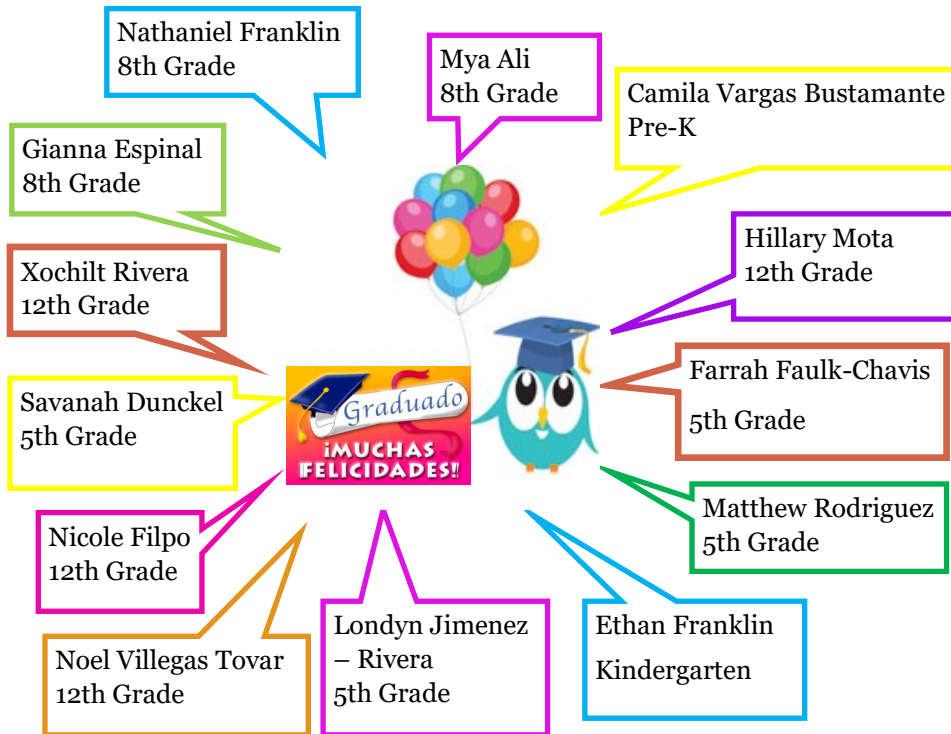 Nathaniel Franklin
8th Grade
Mya Ali
8th Grade
Camila Vargas Bustamante
Pre-K
Gianna Espinal
8th Grade
Hillary Mota
12th Grade
Xochilt Rivera
12th Grade
Farrah Faulk-Chavis
5th Grade
Savanah Dunckel
5th Grade
Graduado
¡MUCHAS
FELICIDADES!
Matthew Rodriguez
5th Grade
Nicole Filpo
12th Grade
Noel Villegas Tovar
12th Grade
Londyn Jimenez
– Rivera
5th Grade
Ethan Franklin
Kindergarten